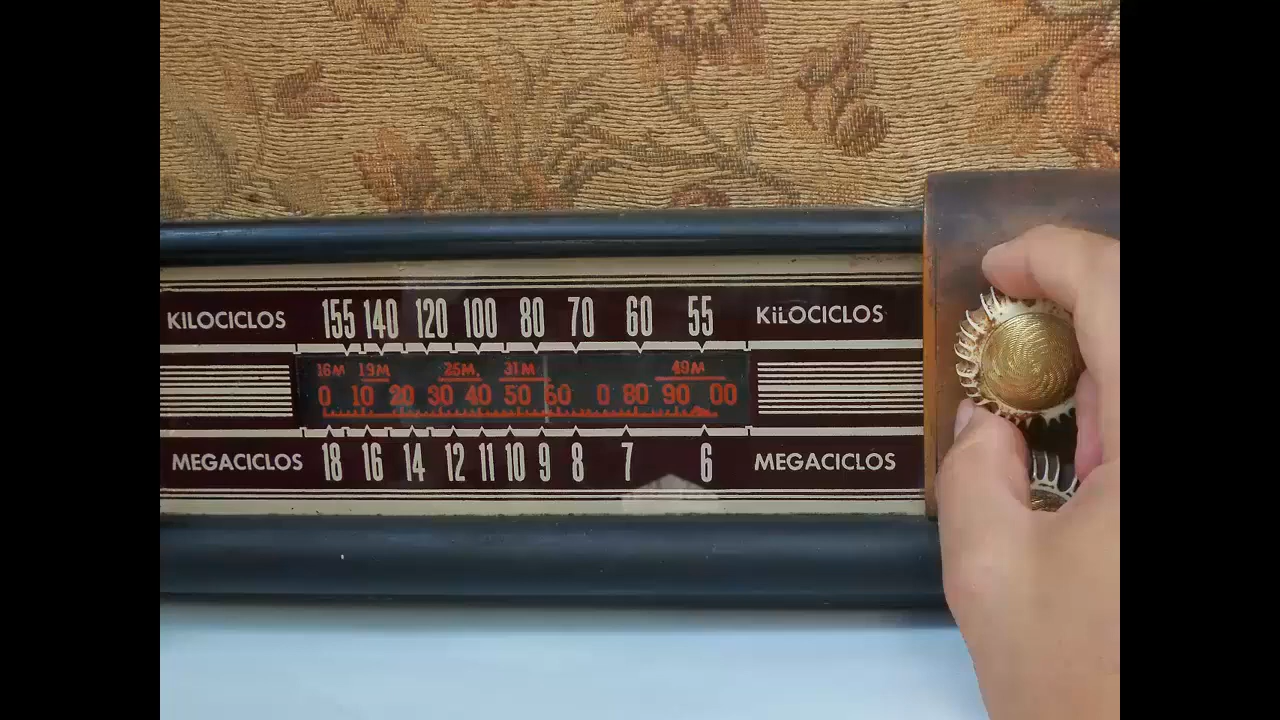 KILOCICLOS 155 140 120 100 80 70 60 55 KiLOCICLOS
16M 19M 25M. 31M 49M
0 10 20 30 40 50 60 0 80 90 00
MEGACICLOS 18 16 14 12 11 10 9 8 7 6 MEGACICLOS